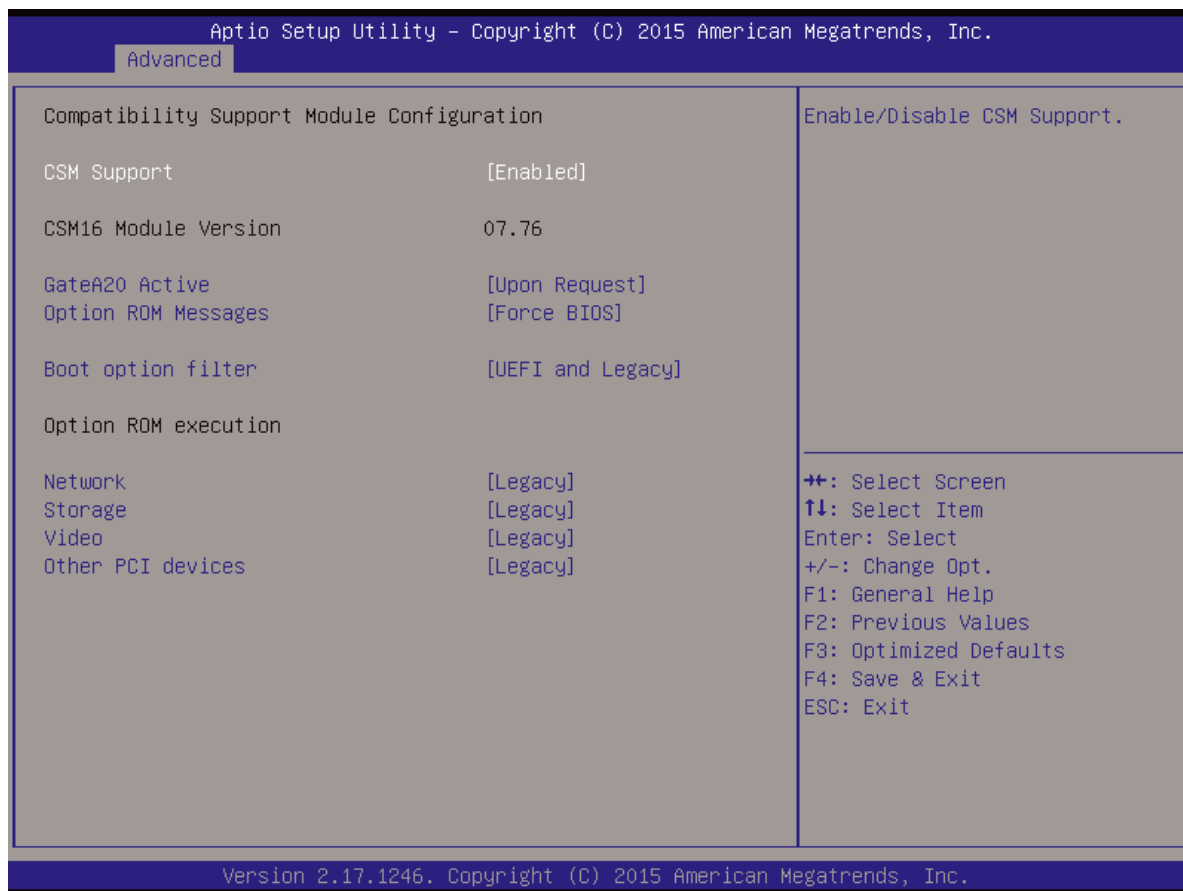 Aptio Setup Utility – Copyright (C) 2015 American Megatrends, Inc.
Advanced
Compatibility Support Module Configuration
CSM Support [Enabled]
CSM16 Module Version 07.76
GateA20 Active [Upon Request]
Option ROM Messages [Force BIOS]
Boot option filter [UEFI and Legacy]
Option ROM execution
Network [Legacy]
Storage [Legacy]
Video [Legacy]
Other PCI devices [Legacy]
Enable/Disable CSM Support.
→←: Select Screen
↑↓: Select Item
Enter: Select
+/-: Change Opt.
F1: General Help
F2: Previous Values
F3: Optimized Defaults
F4: Save & Exit
ESC: Exit
Version 2.17.1246. Copyright (C) 2015 American Megatrends, Inc.